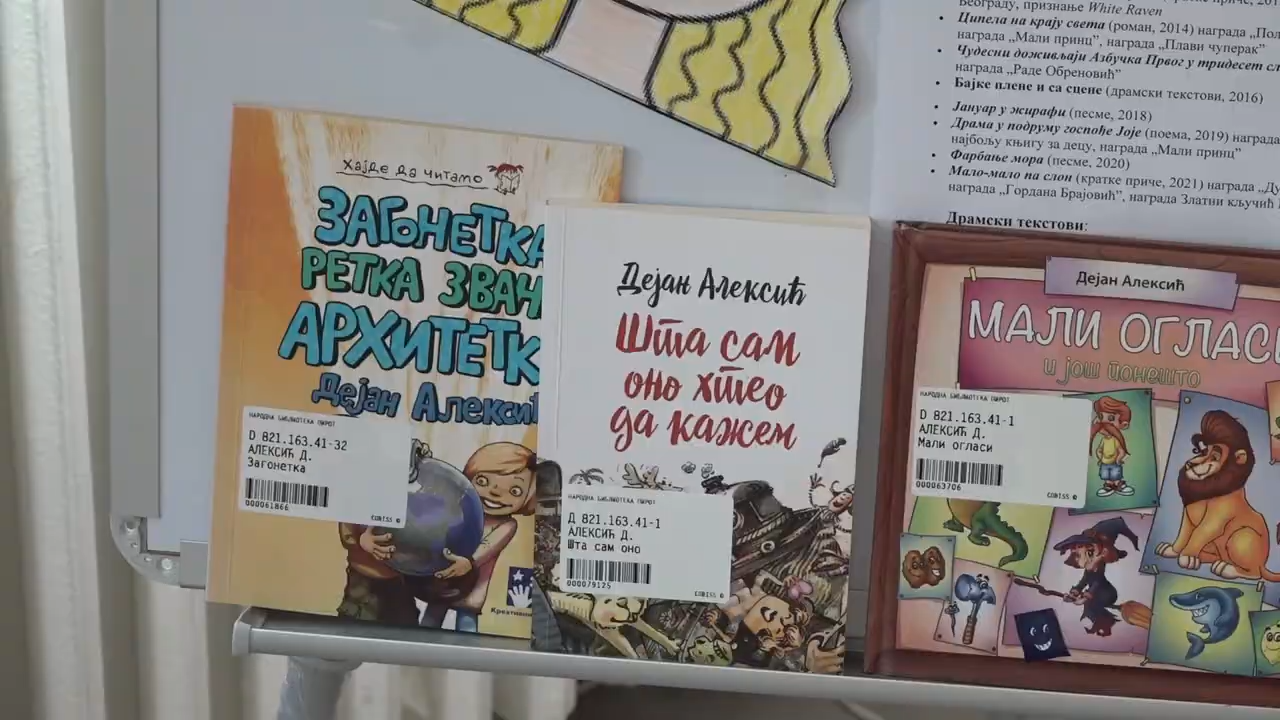 Београду, признање White Raven
• Ципела на крају света (роман, 2014) награда
награда „Мали принц”, награда „Плави чуперак”
• Чудесни доживљаји Азбучка Првог у тридесет
награда „Раде Обреновић”
• Бајке плене и са сцене (драмски текстови, 2016)
• Јануар у жирафи (песме, 2018)
• Драма у подруму госпође Јоје (поема, 2019) награда
најбољу књигу за децу, награда „Мали принц”
• Фарбање мора (песме, 2020)
• Мало-мало па слон (кратке приче, 2021) награда
награда „Гордана Брајовић”, награда Златни кључић
Драмски текстови:
Хајде да читамо
ЗАГОНЕТКА
РЕТКА ЗВАЧ
АРХИТЕТК
Дејан Алексић
НАРОДНА БИБЛИОТЕКА ПИРОТ
D 821.163.41-32
АЛЕКСИЋ Д.
Загонетка
000061866
COBISS
Креативни
Дејан Алексић
Шта сам
оно хтео
да кажем
НАРОДНА БИБЛИОТЕКА ПИРОТ
Д 821.163.41-1
АЛЕКСИЋ Д.
Шта сам оно
000079125
COBISS
Дејан Алексић
МАЛИ ОГЛАСИ
и још понешто
НАРОДНА БИБЛИОТЕКА ПИРОТ
D 821.163.41-1
АЛЕКСИЋ Д.
Мали огласи
000063706
COBISS